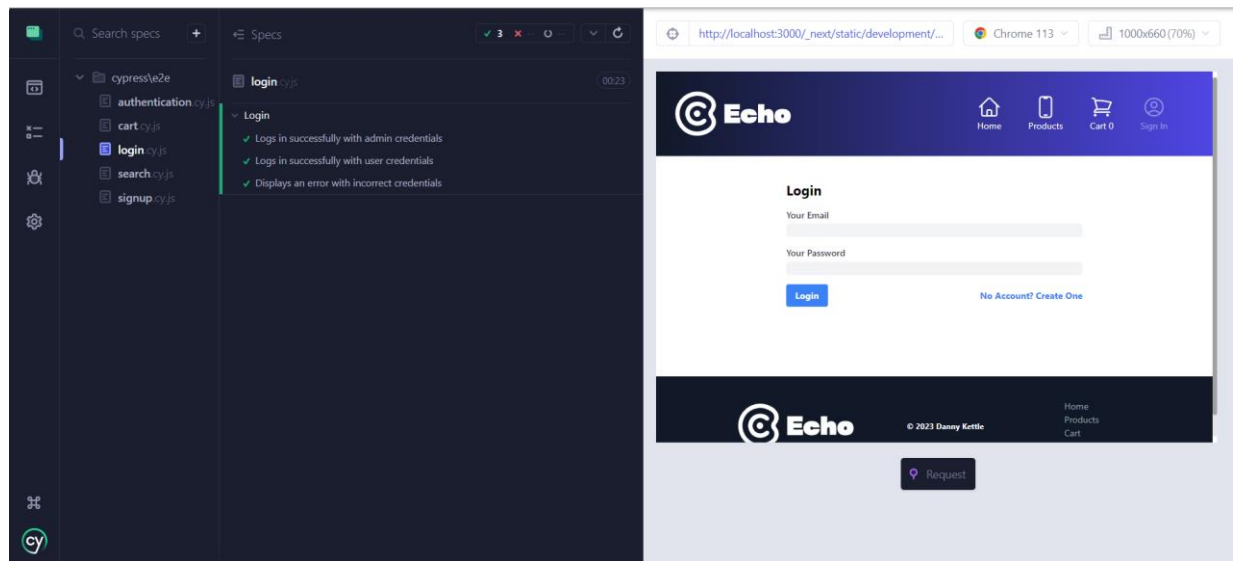 Search specs
+
Specs
3
--
--
cypress\e2e
authentication.cy.js
cart.cy.js
login.cy.js
search.cy.js
signup.cy.js
cy
login.cy.js
00:23
Login
Logs in successfully with admin credentials
Logs in successfully with user credentials
Displays an error with incorrect credentials
http://localhost:3000/_next/static/development/...
Chrome 113
1000x660 (70%)
Echo
Home
Products
Cart 0
Sign In
Login
Your Email
Your Password
Login
No Account? Create One
Echo
© 2023 Danny Kettle
Home
Products
Cart
Request